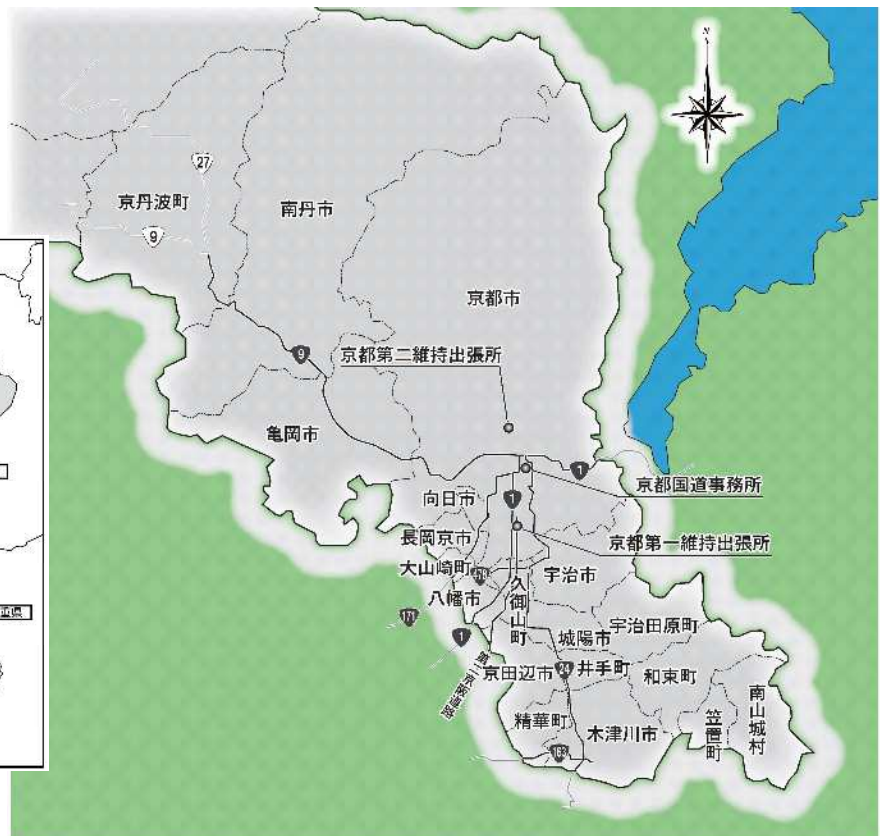 N
27
京丹波町
南丹市
9
京都市
9
京都第二維持出張所
亀岡市
1
京都国道事務所
向日市
1
長岡京市
京都第一維持出張所
大山崎町
478
宇治市
八幡市
久御山町
171
1
宇治田原町
城陽市
第二京阪道路
京田辺市
24
井手町
和束町
南山城村
精華町
笠置町
木津川市
163